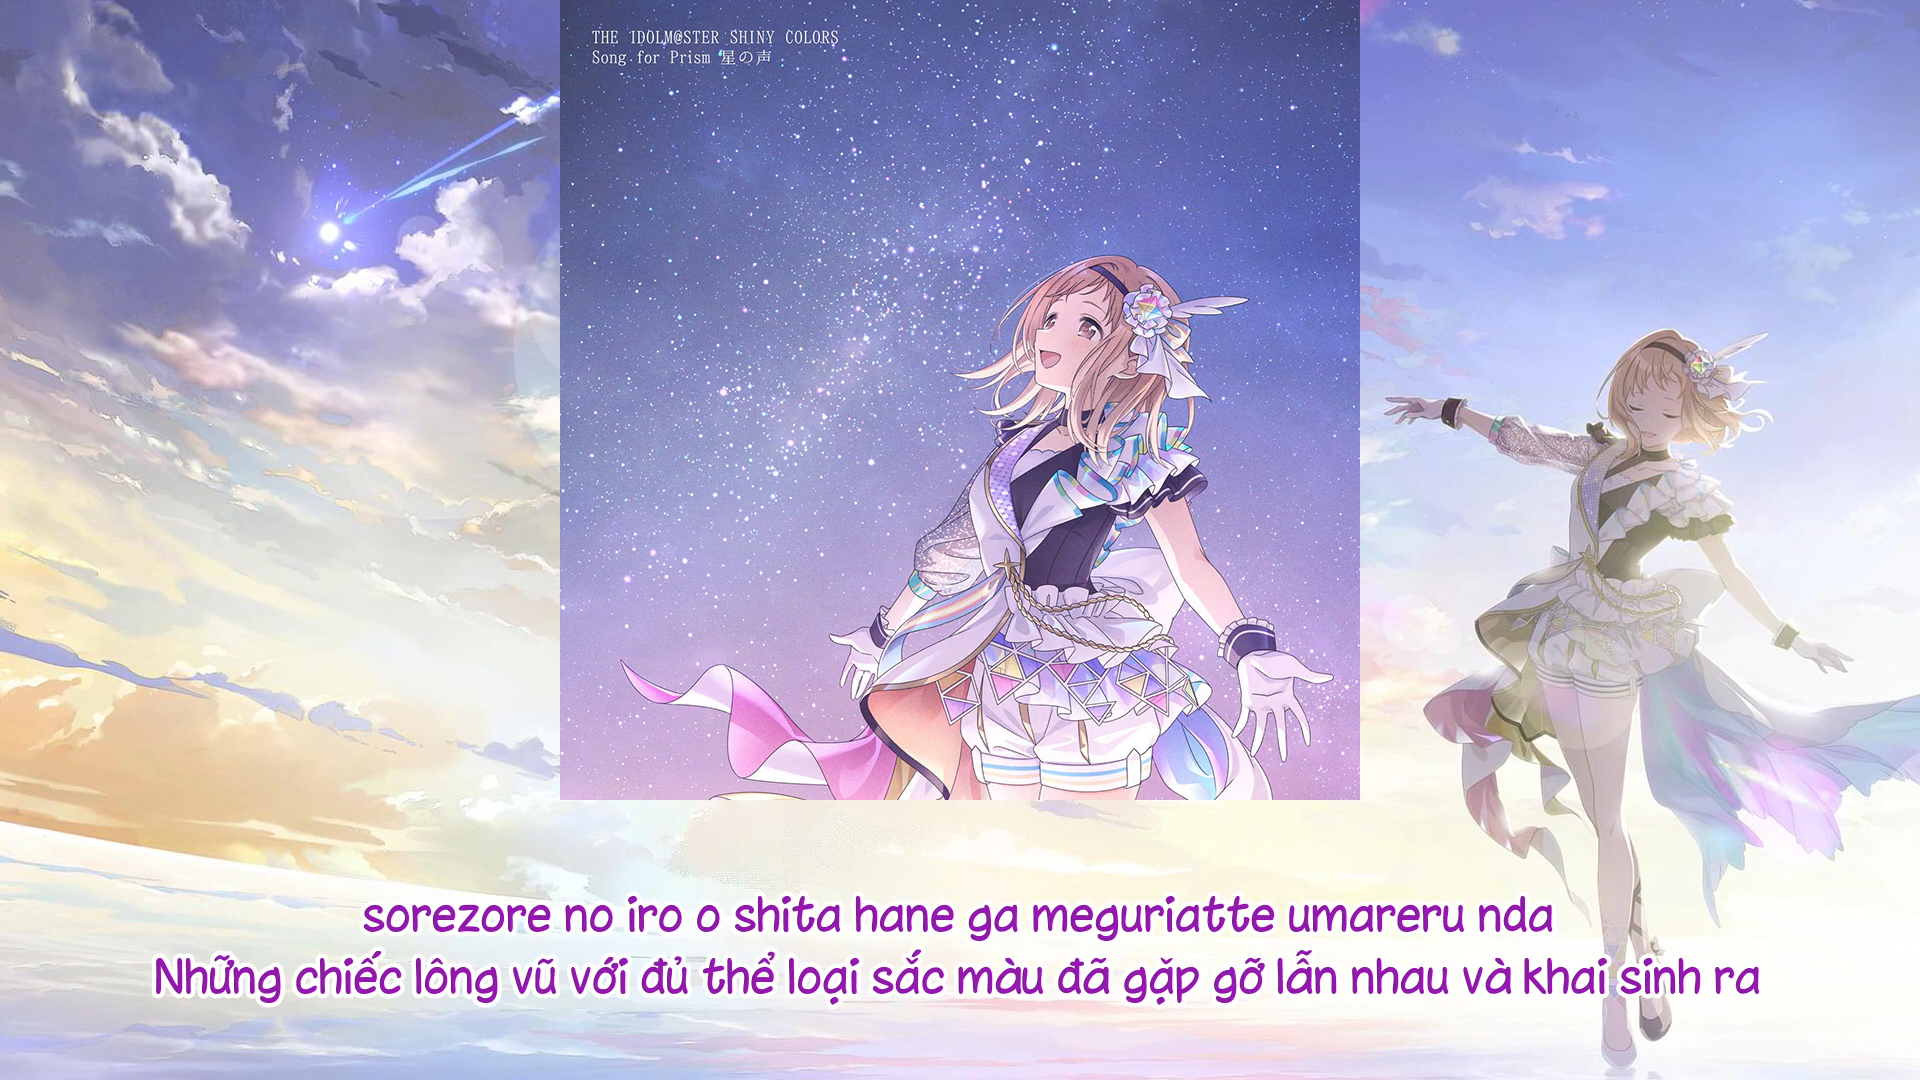 THE IDOLM@STER SHINY COLORS
Song for Prism 星の声
sorezore no iro o shita hane ga meguriatte umareru nda
Những chiếc lông vũ với đủ thể loại sắc màu đã gặp gỡ lẫn nhau và khai sinh ra